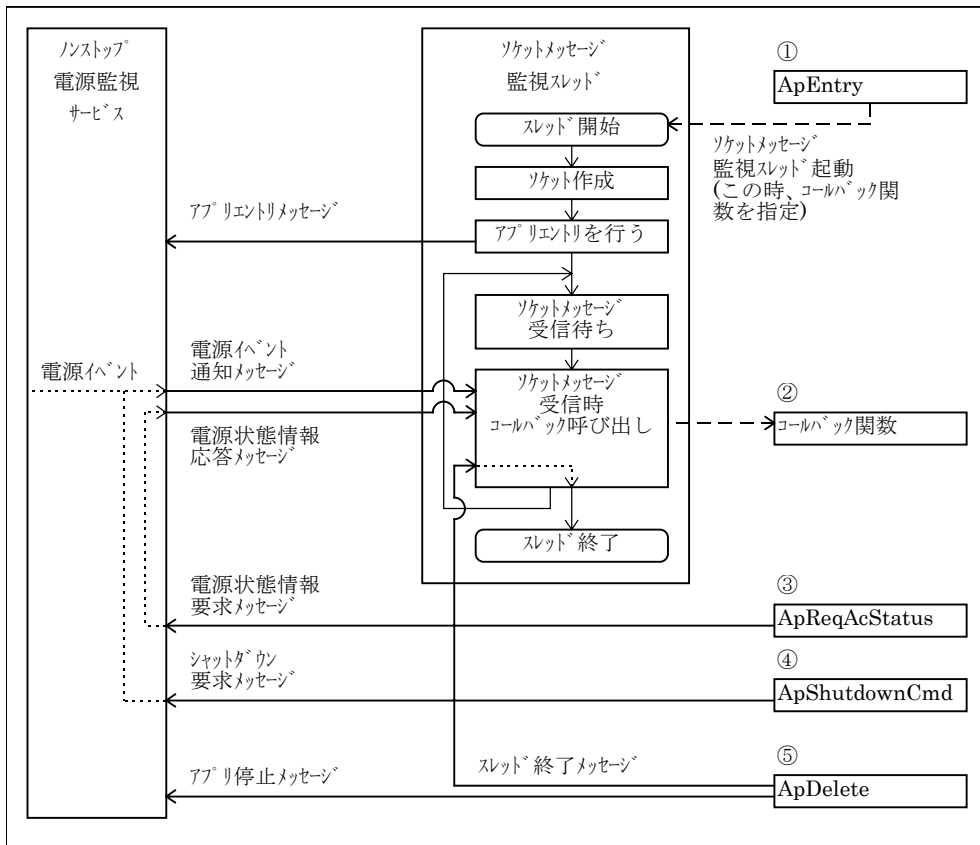 ﾉﾝｽﾄｯﾌﾟ
電源監視
ｻｰﾋﾞｽ
ｿｹｯﾄﾒｯｾｰｼﾞ
監視ｽﾚｯﾄﾞ
①
ApEntry
ｽﾚｯﾄﾞ開始
ｿｹｯﾄﾒｯｾｰｼﾞ
監視ｽﾚｯﾄﾞ起動
(この時、ｺｰﾙﾊﾞｯｸ関
数を指定)
ｿｹｯﾄ作成
ｱﾌﾟﾘｴﾝﾄﾘﾒｯｾｰｼﾞ
ｱﾌﾟﾘｴﾝﾄﾘを行う
ｿｹｯﾄﾒｯｾｰｼﾞ
受信待ち
電源ｲﾍﾞﾝﾄ
電源ｲﾍﾞﾝﾄ
通知ﾒｯｾｰｼﾞ
ｿｹｯﾄﾒｯｾｰｼﾞ
受信時
ｺｰﾙﾊﾞｯｸ呼び出し
②
ｺｰﾙﾊﾞｯｸ関数
電源状態情報
応答ﾒｯｾｰｼﾞ
ｽﾚｯﾄﾞ終了
電源状態情報
要求ﾒｯｾｰｼﾞ
③
ApReqAcStatus
ｼｬｯﾄﾀﾞｳﾝ
要求ﾒｯｾｰｼﾞ
④
ApShutdownCmd
ｱﾌﾟﾘ停止ﾒｯｾｰｼﾞ
ｽﾚｯﾄﾞ終了ﾒｯｾｰｼﾞ
⑤
ApDelete